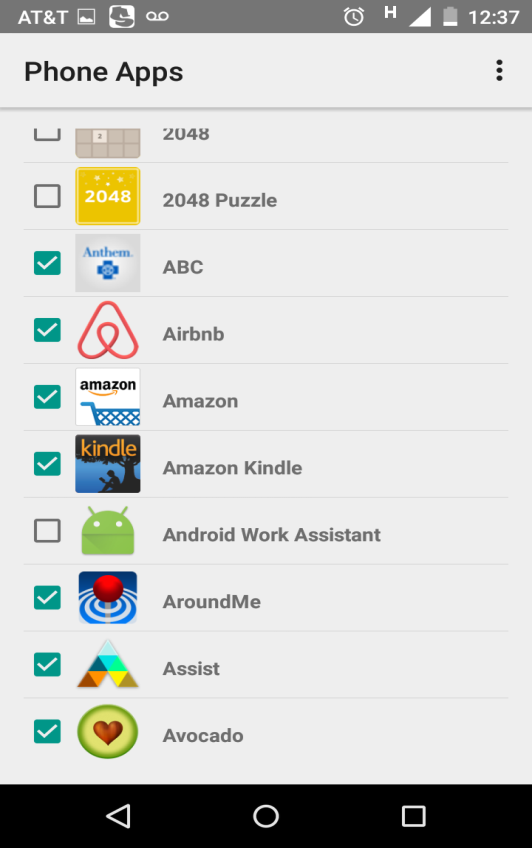 AT&T H 12:37
Phone Apps
2
2048
2048
2048 Puzzle
Anthem.
ABC
Airbnb
amazon
Amazon
kindle
Amazon Kindle
Android Work Assistant
AroundMe
Assist
Avocado